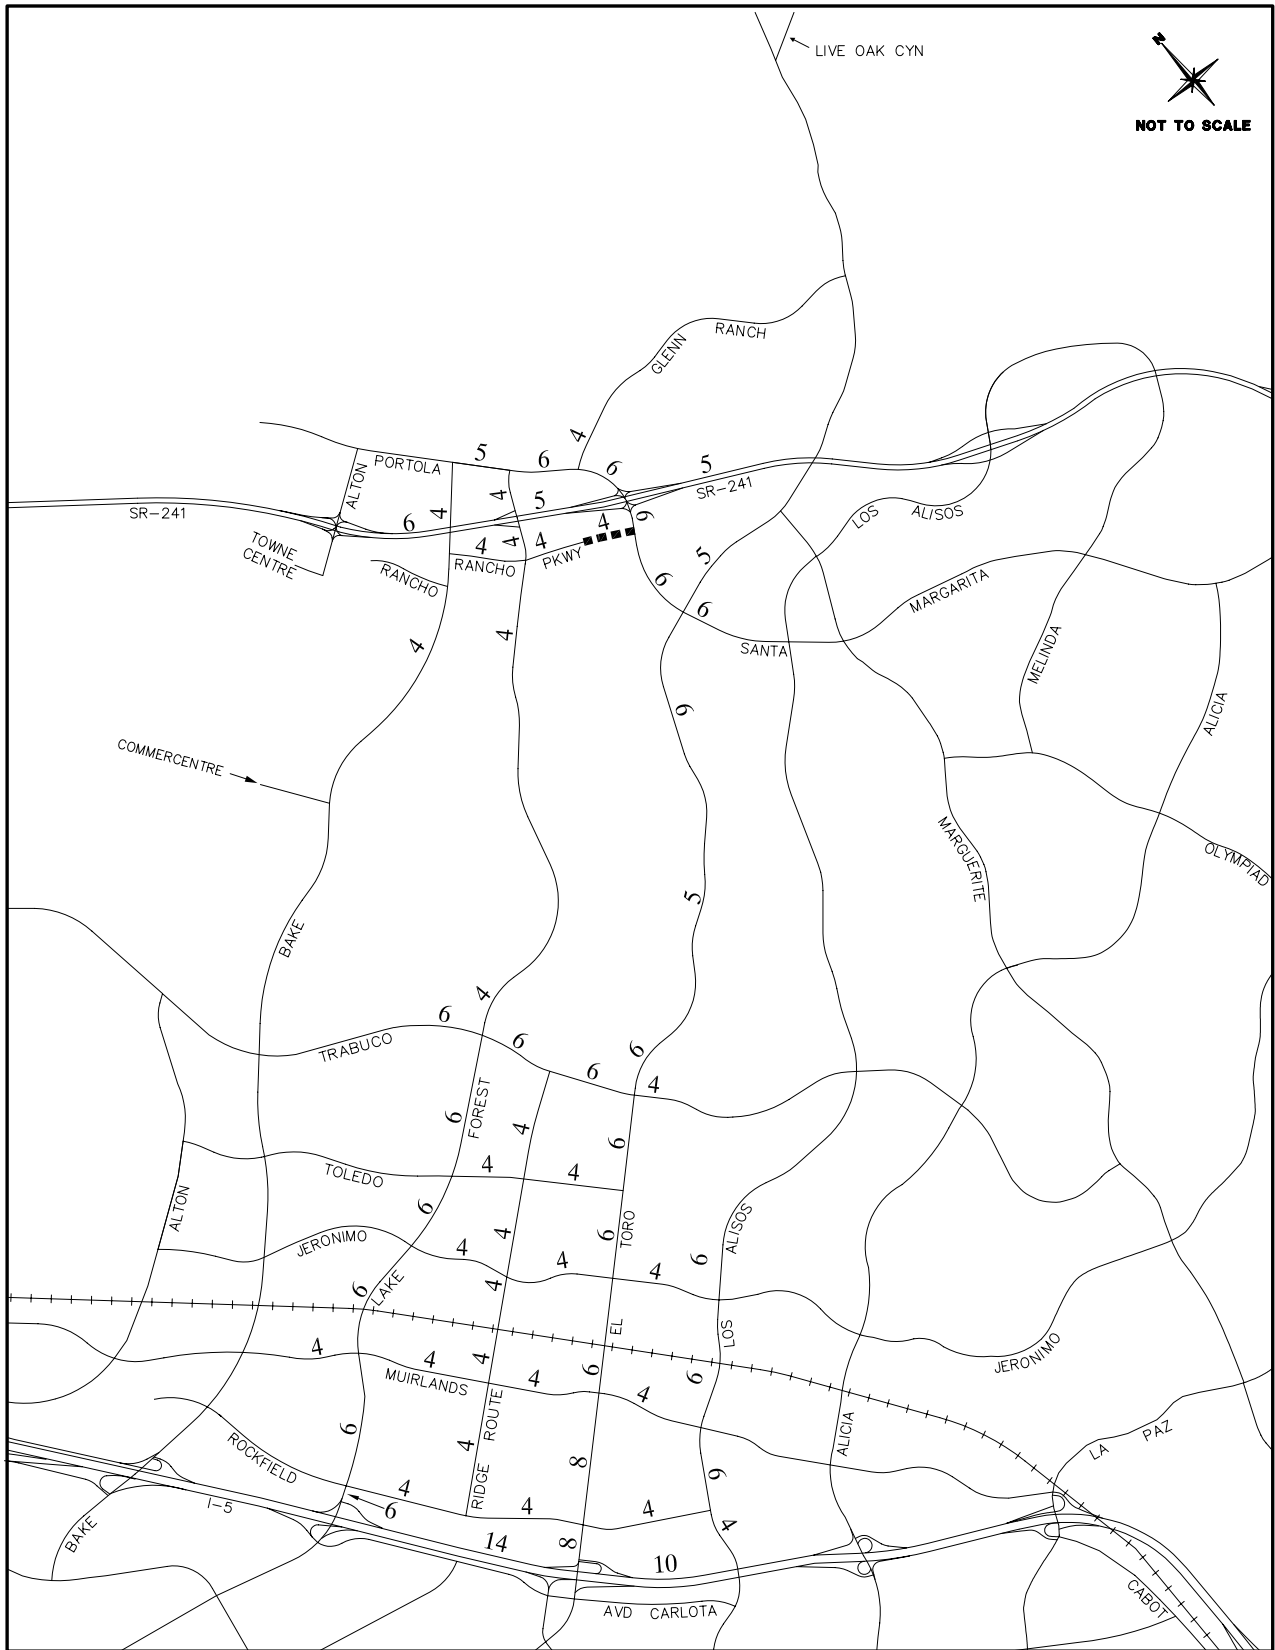 LIVE OAK CYN
N
NOT TO SCALE
RANCH
GLENN
4
5
PORTOLA
6
6
5
ALTON
4
5
SR-241
SR-241
6
4
4
6
LOS
ALISOS
TOWNE
CENTRE
4
4
4
RANCHO
RANCHO
PKWY
5
6
6
MARGARITA
4
4
SANTA
MELINDA
6
ALICIA
COMMERCENTRE
MARGUERITE
OLYMPIAD
5
BAKE
4
6
6
TRABUCO
6
6
4
6
FOREST
4
6
4
4
TOLEDO
ALTON
6
4
6
TORO
ALISOS
JERONIMO
4
4
4
6
6
LAKE
4
EL
LOS
4
4
4
6
6
JERONIMO
MUIRLANDS
4
4
6
ROUTE
ALICIA
LA PAZ
ROCKFIELD
4
8
6
4
RIDGE
I-5
6
4
4
4
BAKE
14
8
10
AVD CARLOTA
CABOT